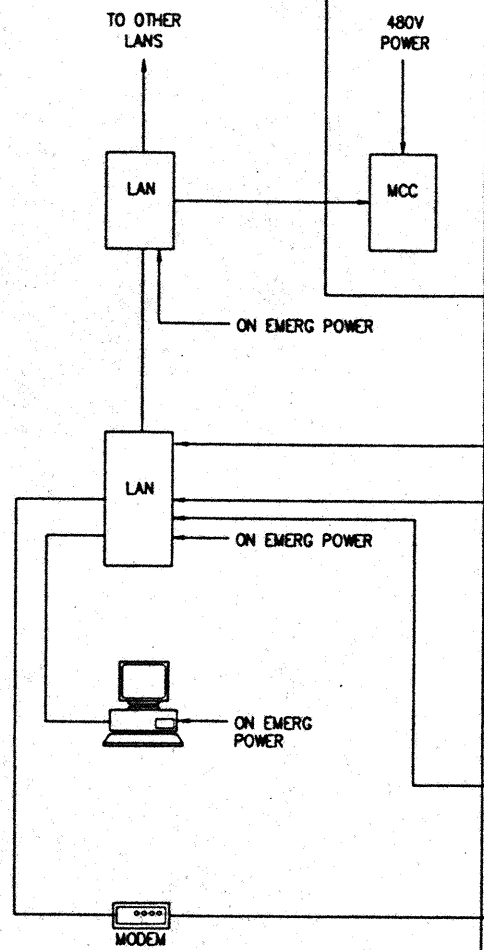 TO OTHER
LANS
480V
POWER
LAN
MCC
ON EMERG POWER
LAN
ON EMERG POWER
ON EMERG
POWER
MODEM